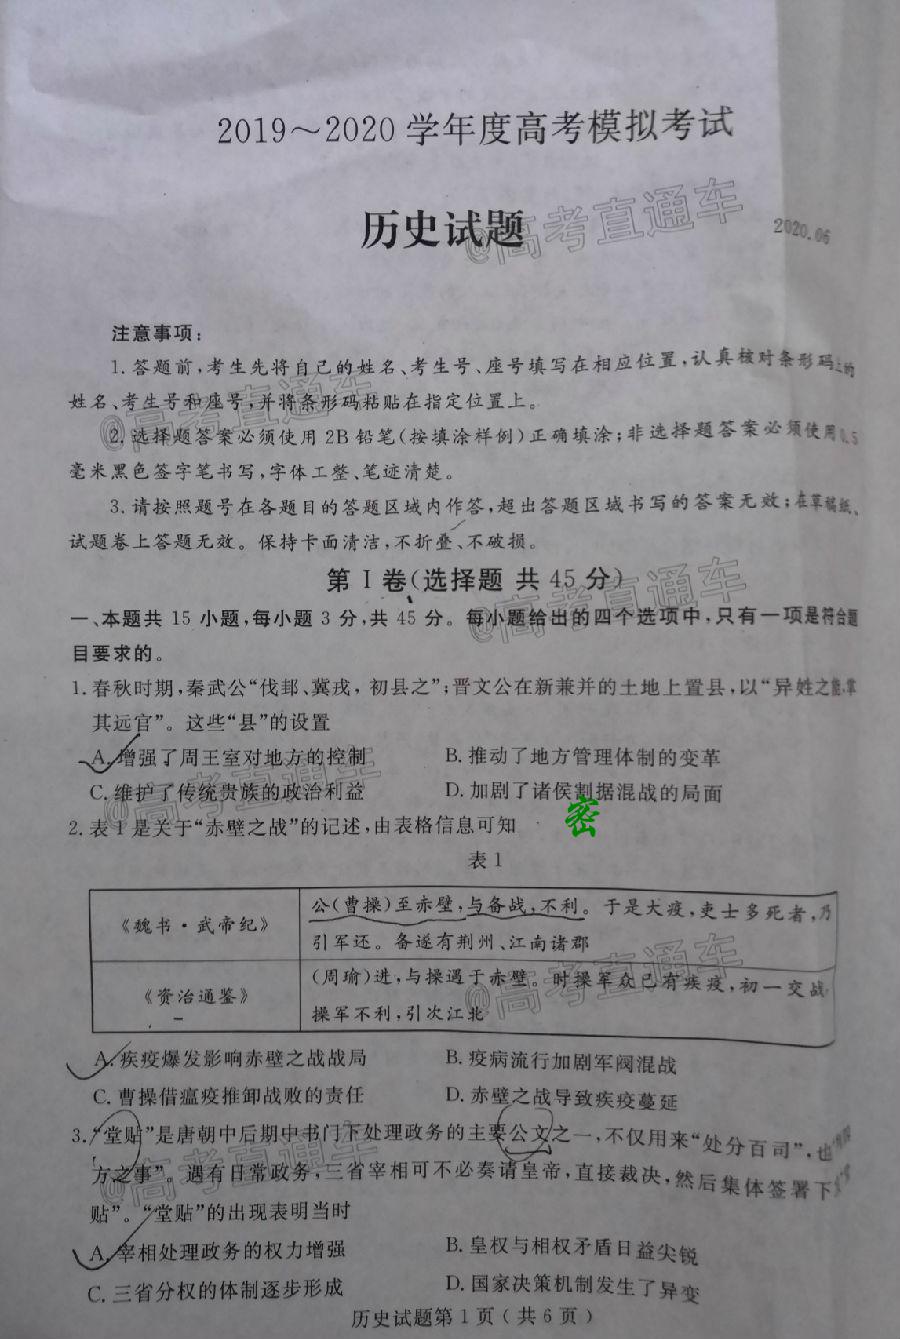 2019～2020学年度高考模拟考试
历史试题
@高考直通车
2020.06
注意事项：
1.答题前，考生先将自己的姓名、考生号、座号填写在相应位置，认真核对条形码上的
姓名、考生号和座号，并将条形码粘贴在指定位置上。
@高考直通车
2.选择题答案必须使用2B铅笔（按填涂样例）正确填涂；非选择题答案必须使用0.5
毫米黑色签字笔书写，字体工整、笔迹清楚。
3.请按照题号在各题目的答题区域内作答，超出答题区域书写的答案无效；在草稿纸、
试题卷上答题无效。保持卡面清洁，不折叠、不破损。
第Ⅰ卷（选择题 共45分）
@高考直通车
一、本题共15小题，每小题3分，共45分。每小题给出的四个选项中，只有一项是符合题
目要求的。
1.春秋时期，秦武公“伐邽、冀戎，初县之”；晋文公在新兼并的土地上置县，以“异姓之能，掌
其远官”。这些“县”的设置
A.增强了周王室对地方的控制 B.推动了地方管理体制的变革
@高考直通车
C.维护了传统贵族的政治利益 D.加剧了诸侯割据混战的局面
密
2.表1是关于“赤壁之战”的记述，由表格信息可知
表1
《魏书·武帝纪》 公（曹操）至赤壁，与备战，不利。于是大疫，吏士多死者，乃
引军还。备遂有荆州、江南诸郡
《资治通鉴》 （周瑜）进，与操遇于赤壁。时操军众已有疾疫，初一交战，
操军不利，引次江北
@高考直通车
A.疾疫爆发影响赤壁之战战局 B.疫病流行加剧军阀混战
C.曹操借瘟疫推卸战败的责任 D.赤壁之战导致疾疫蔓延
3.“堂贴”是唐朝中后期中书门下处理政务的主要公文之一，不仅用来“处分百司”，也
方之事”。遇有日常政务，三省宰相可不必奏请皇帝，直接裁决，然后集体签署下
@高考直通车
贴”。“堂贴”的出现表明当时
A.宰相处理政务的权力增强 B.皇权与相权矛盾日益尖锐
C.三省分权的体制逐步形成 D.国家决策机制发生了异变
历史试题第1页（共6页）